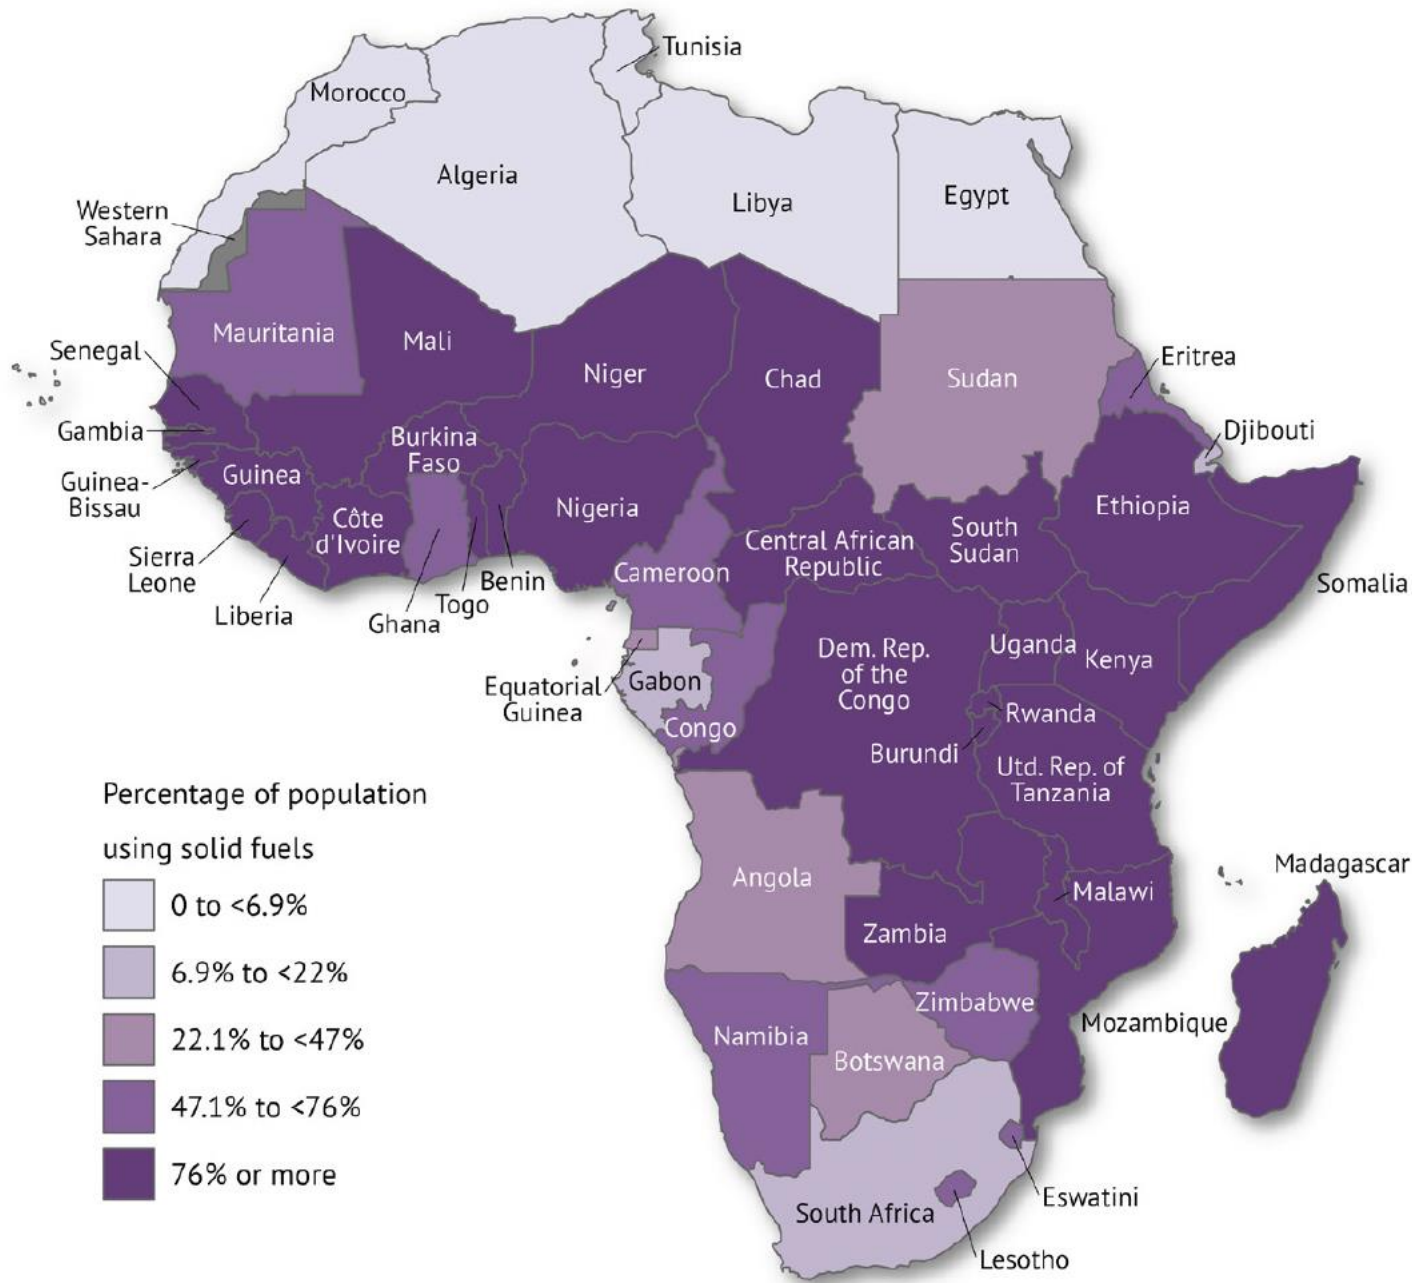 Tunisia
Morocco
Algeria
Libya
Egypt
Western
Sahara
Mauritania
Mali
Niger
Chad
Sudan
Eritrea
Senegal
Gambia
Djibouti
Burkina
Faso
Guinea-
Bissau
Guinea
Nigeria
Ethiopia
Côte
d'Ivoire
South
Sudan
Central African
Republic
Sierra
Leone
Cameroon
Somalia
Benin
Togo
Liberia
Ghana
Dem. Rep.
of the
Congo
Uganda
Kenya
Equatorial
Guinea
Gabon
Rwanda
Congo
Burundi
Utd. Rep. of
Tanzania
Percentage of population
using solid fuels
0 to <6.9%
6.9% to <22%
22.1% to <47%
47.1% to <76%
76% or more
Madagascar
Angola
Malawi
Zambia
Zimbabwe
Mozambique
Namibia
Botswana
Eswatini
South Africa
Lesotho